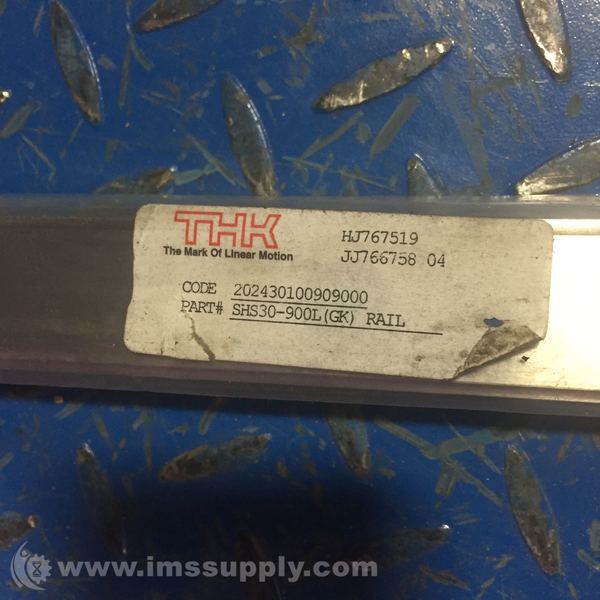 THK
The Mark Of Linear Motion
HJ767519
JJ766758 04
CODE 202430100909000
PART# SHS30-900L(GK) RAIL
www.imssupply.com